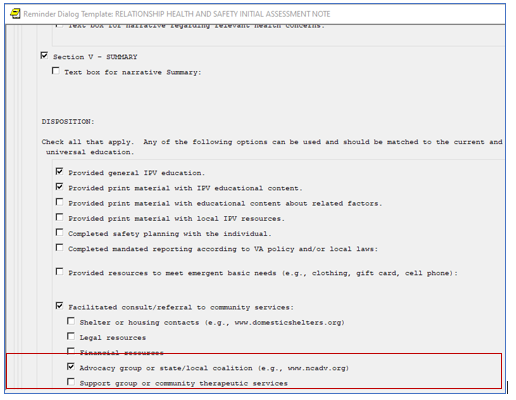 Reminder Dialog Template: RELATIONSHIP HEALTH AND SAFETY INITIAL ASSESSMENT NOTE
Text box for narrative regarding relevant health concerns.
Section V - SUMMARY
Text box for narrative Summary:
DISPOSITION:
Check all that apply. Any of the following options can be used and should be matched to the current and
universal education.
Provided general IPV education.
Provided print material with IPV educational content.
Provided print material with educational content about related factors.
Provided print material with local IPV resources.
Completed safety planning with the individual.
Completed mandated reporting according to VA policy and/or local laws:
Provided resources to meet emergent basic needs (e.g., clothing, gift card, cell phone):
Facilitated consult/referral to community services:
Shelter or housing contacts (e.g., www.domesticshelters.org)
Legal resources
Financial resources
Advocacy group or state/local coalition (e.g., www.ncadv.org)
Support group or community therapeutic services